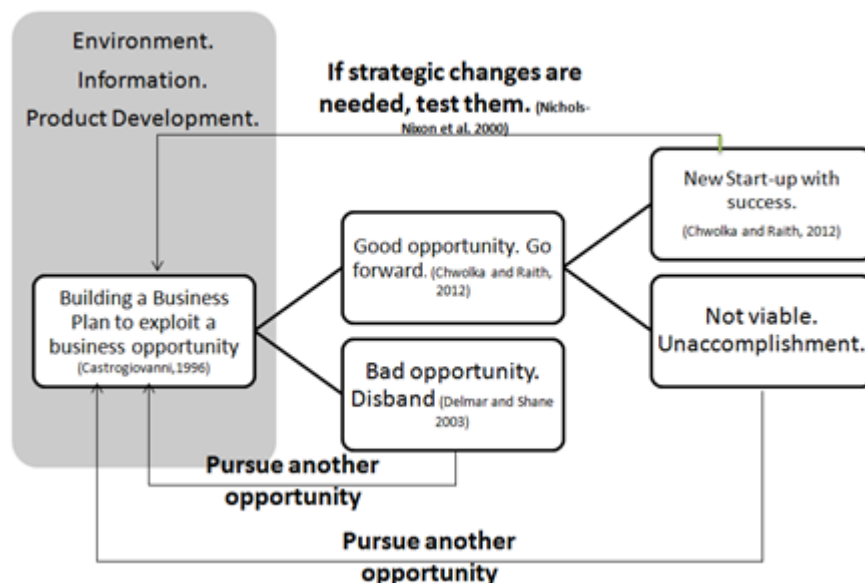 Environment.
Information.
Product Development.
If strategic changes are
needed, test them. (Nichols-
Nixon et al. 2000)
New Start-up with
success.
(Chwolka and Raith, 2012)
Good opportunity. Go
forward. (Chwolka and Raith,
2012)
Building a Business
Plan to exploit a
business opportunity
(Castrogiovanni,1996)
Not viable.
Unaccomplishment.
Bad opportunity.
Disband (Delmar and Shane
2003)
Pursue another
opportunity
Pursue another
opportunity